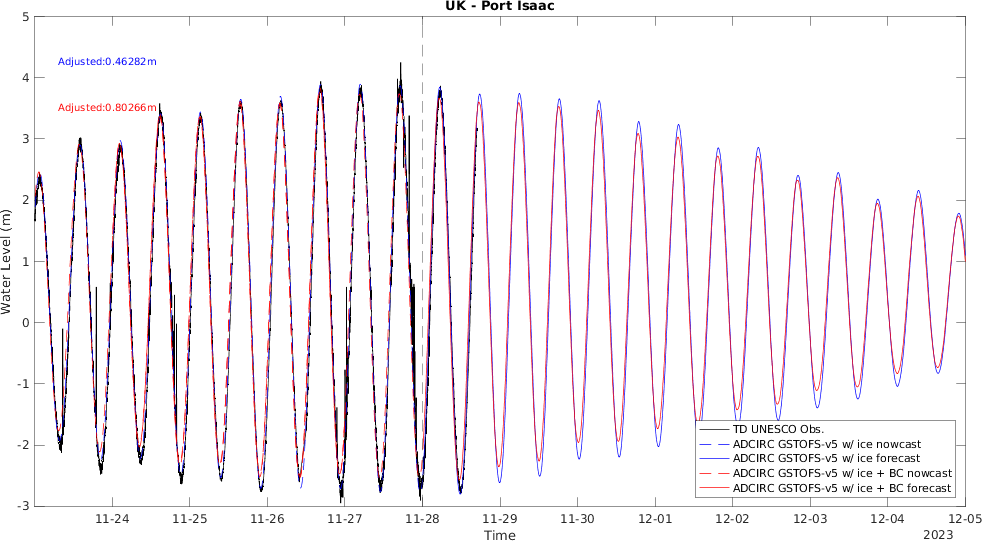 UK - Port Isaac
Adjusted:0.46282m
Adjusted:0.80266m
Water Level (m)
5
4
3
2
1
0
-1
-2
-3
11-24
11-25
11-26
11-27
11-28
11-29
11-30
12-01
12-02
12-03
12-04
12-05
Time
2023
TD UNESCO Obs.
ADCIRC GSTOFS-v5 w/ ice nowcast
ADCIRC GSTOFS-v5 w/ ice forecast
ADCIRC GSTOFS-v5 w/ ice + BC nowcast
ADCIRC GSTOFS-v5 w/ ice + BC forecast